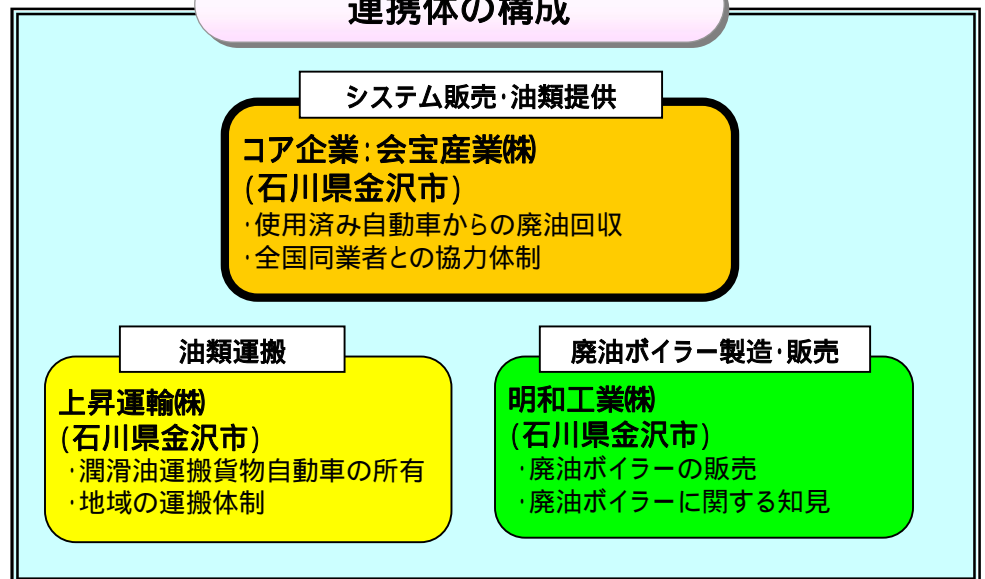 連携体の構成
システム販売・油類提供
コア企業:会宝産業㈱
(石川県金沢市)
・使用済み自動車からの廃油回収
・全国同業者との協力体制
油類運搬
上昇運輸㈱
(石川県金沢市)
・潤滑油運搬貨物自動車の所有
・地域の運搬体制
廃油ボイラー製造・販売
明和工業㈱
(石川県金沢市)
・廃油ボイラーの販売
・廃油ボイラーに関する知見